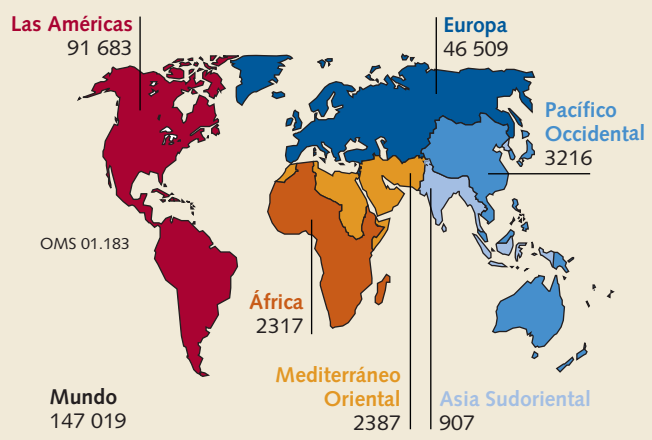 Las Américas
91 683
Europa
46 509
Pacífico
Occidental
3216
OMS 01.183
África
2317
Mediterráneo
Oriental
2387
Asia Sudoriental
907
Mundo
147 019